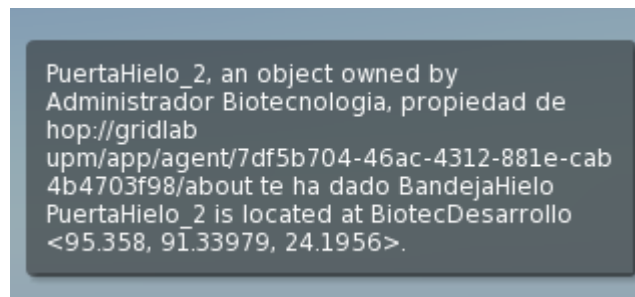 PuertaHielo_2, an object owned by
Administrador Biotecnologia, propiedad de
hop://gridlab
upm/app/agent/7df5b704-46ac-4312-881e-cab
4b4703f98/about te ha dado BandejaHielo
PuertaHielo_2 is located at BiotecDesarrollo
<95.358, 91.33979, 24.1956>.